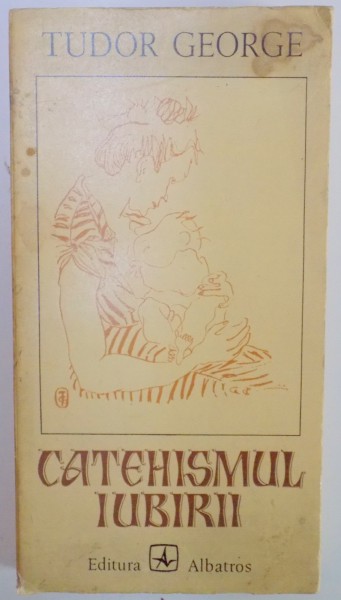 TUDOR GEORGE
CATEHISMUL
IUBIRII
Editura Albatros